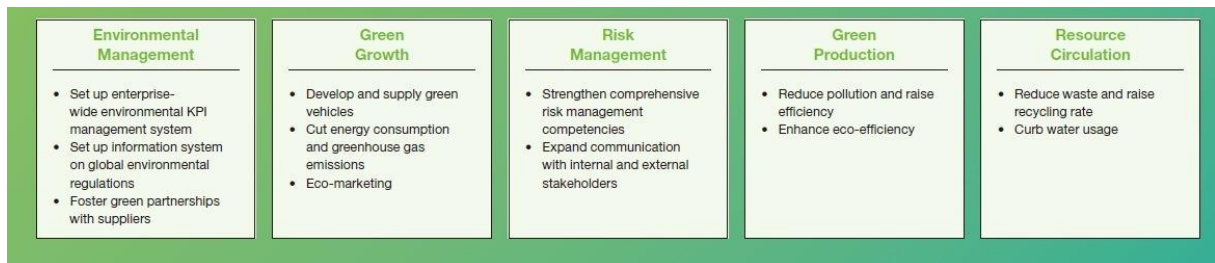 Environmental
Management
• Set up enterprise-
wide environmental KPI
management system
• Set up information system
on global environmental
regulations
• Foster green partnerships
with suppliers
Green
Growth
• Develop and supply green
vehicles
• Cut energy consumption
and greenhouse gas
emissions
• Eco-marketing
Risk
Management
• Strengthen comprehensive
risk management
competencies
• Expand communication
with internal and external
stakeholders
Green
Production
• Reduce pollution and raise
efficiency
• Enhance eco-efficiency
Resource
Circulation
• Reduce waste and raise
recycling rate
• Curb water usage